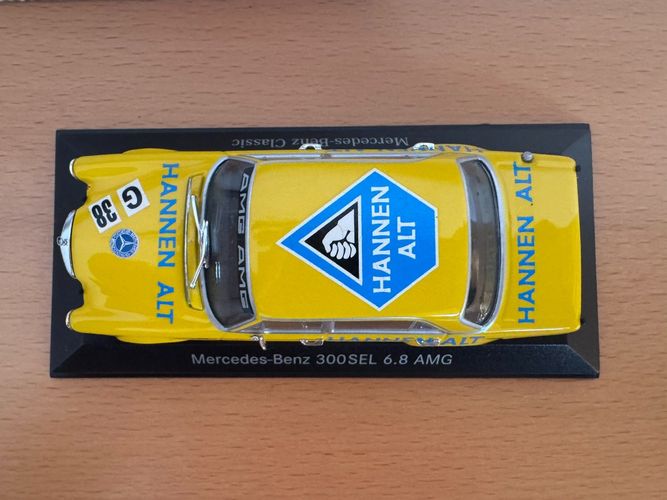 Mercedes-Benz Classic
G
38
HANNEN ALT
AMG AMG
HANNEN
ALT
HANNEN ALT
HANNEN ALT
Mercedes-Benz 300SEL 6.8 AMG